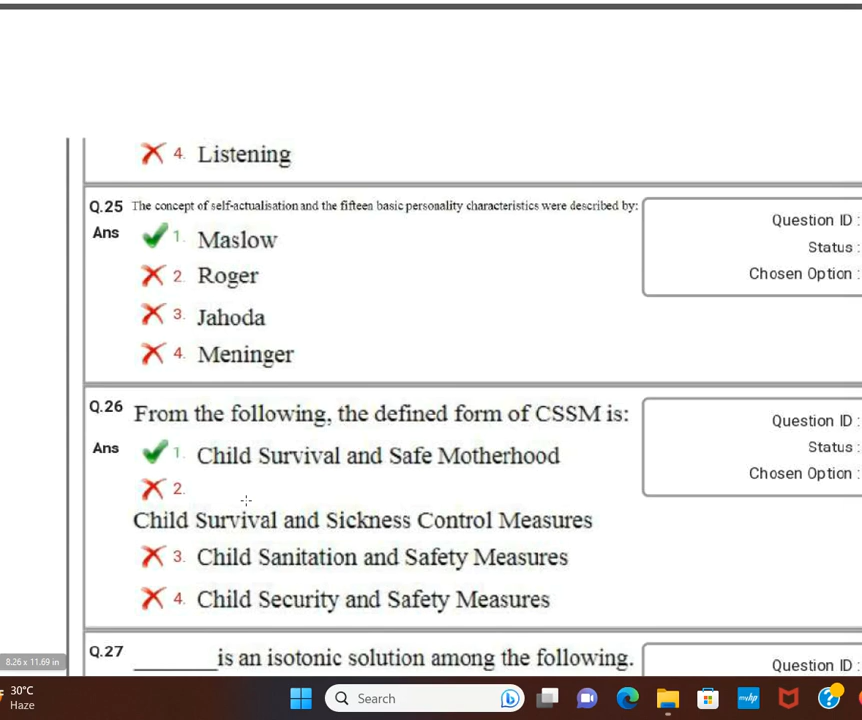 4. Listening
Q.25 The concept of self-actualisation and the fifteen basic personality characteristics were described by:
Question ID :
Ans 1. Maslow
Status :
2. Roger
Chosen Option :
3. Jahoda
4. Meninger
Q.26 From the following, the defined form of CSSM is:
Question ID :
Ans 1. Child Survival and Safe Motherhood
Status :
Chosen Option :
2.
Child Survival and Sickness Control Measures
3. Child Sanitation and Safety Measures
4. Child Security and Safety Measures
Q.27 _______is an isotonic solution among the following.
Question ID :
8.26 x 11.69 in
30°C
Haze
Search
myhp